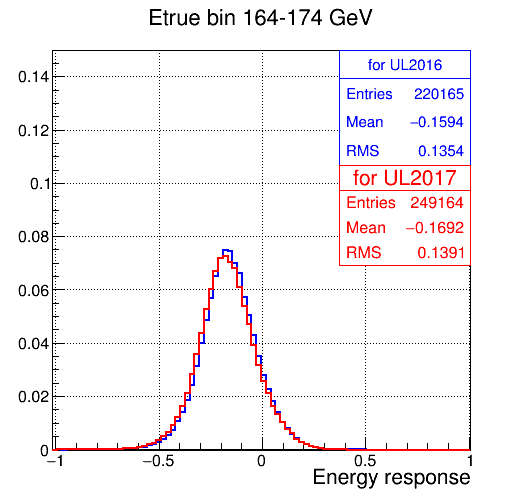 Etrue bin 164-174 GeV
for UL2016
Entries 220165
Mean −0.1594
RMS 0.1354
for UL2017
Entries 249164
Mean −0.1692
RMS 0.1391
0.14
0.12
0.1
0.08
0.06
0.04
0.02
0
−1 −0.5 0 0.5 1
Energy response